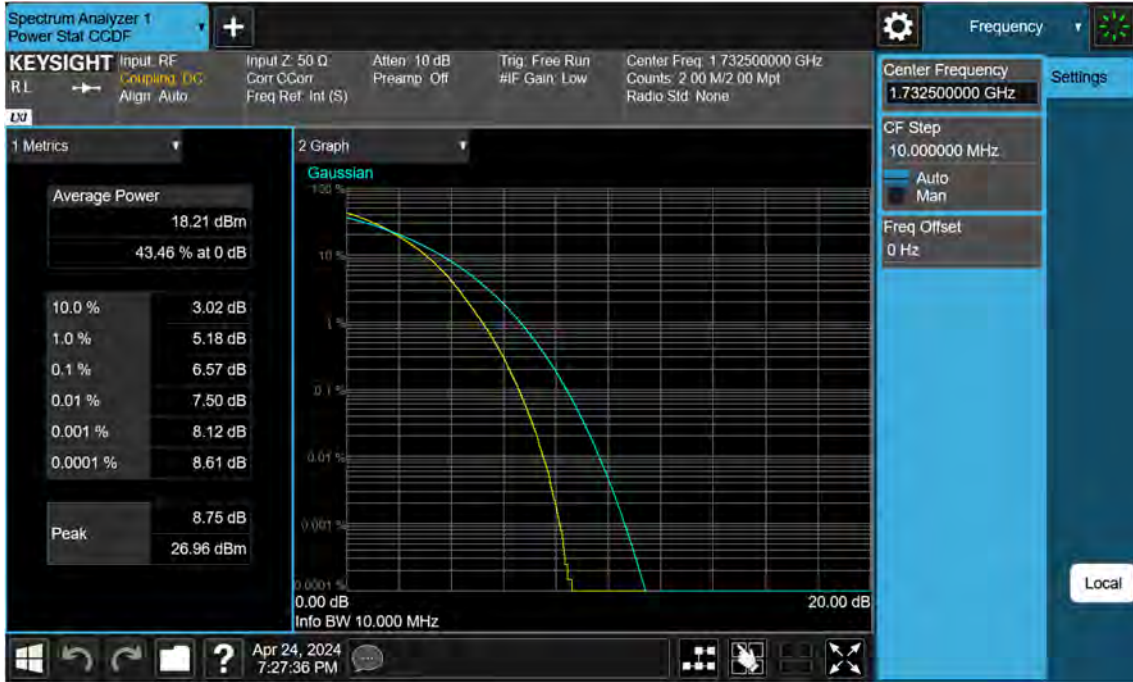 Spectrum Analyzer 1
Power Stat CCDF
Frequency
KEYSIGHT
RL
LXI
Input: RF
Coupling: DC
Align: Auto
Input Z: 50 Ω
Corr CCorr
Freq Ref: Int (S)
Atten: 10 dB
Preamp: Off
Trig: Free Run
#IF Gain: Low
Center Freq: 1.732500000 GHz
Counts: 2.00 M/2.00 Mpt
Radio Std: None
Center Frequency
1.732500000 GHz
Settings
CF Step
10.000000 MHz
Auto
Man
Freq Offset
0 Hz
Local
1 Metrics
Average Power
18.21 dBm
43.46 % at 0 dB
10.0 % 3.02 dB
1.0 % 5.18 dB
0.1 % 6.57 dB
0.01 % 7.50 dB
0.001 % 8.12 dB
0.0001 % 8.61 dB
Peak
8.75 dB
26.96 dBm
2 Graph
Gaussian
100 %
10 %
1 %
0.1 %
0.01 %
0.001 %
0.0001 %
0.00 dB 20.00 dB
Info BW 10.000 MHz
?
Apr 24, 2024
7:27:36 PM